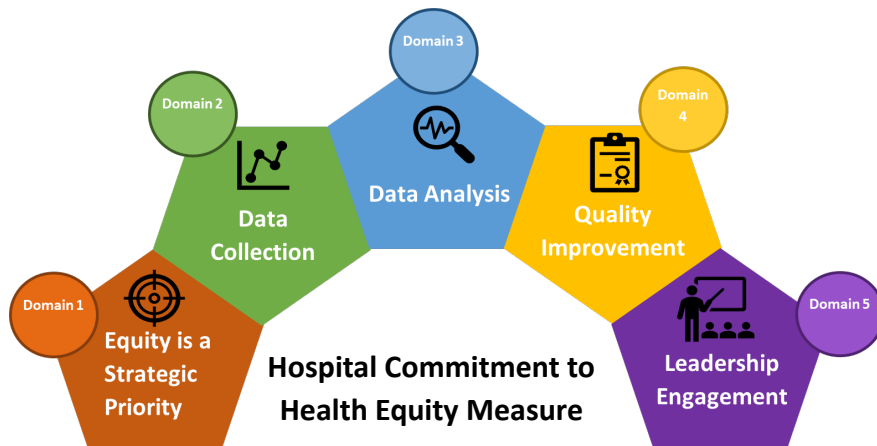 Domain 1
Equity is a
Strategic
Priority
Domain 2
Data
Collection
Domain 3
Data Analysis
Domain
4
Quality
Improvement
Domain 5
Leadership
Engagement
Hospital Commitment to
Health Equity Measure